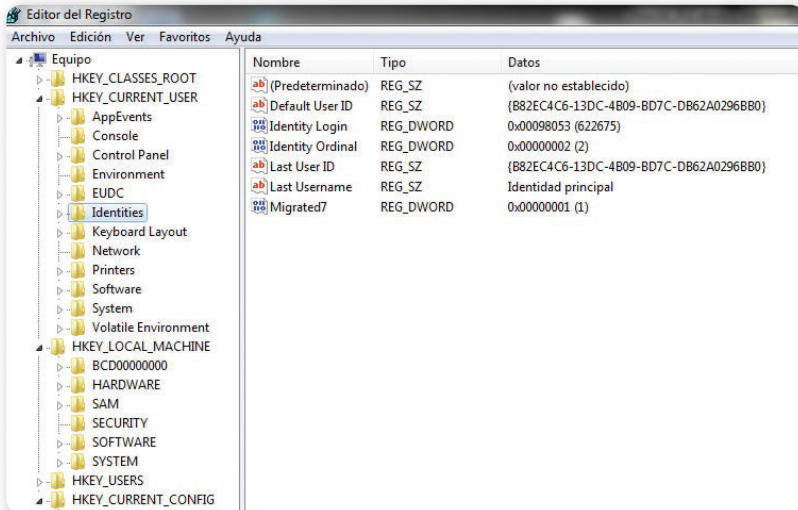 Editor del Registro
Archivo Edición Ver Favoritos Ayuda
Equipo
HKEY_CLASSES_ROOT
HKEY_CURRENT_USER
AppEvents
Console
Control Panel
Environment
EUDC
Identities
Keyboard Layout
Network
Printers
Software
System
Volatile Environment
HKEY_LOCAL_MACHINE
BCD00000000
HARDWARE
SAM
SECURITY
SOFTWARE
SYSTEM
HKEY_USERS
HKEY_CURRENT_CONFIG
Nombre Tipo Datos
(Predeterminado) REG_SZ (valor no establecido)
Default User ID REG_SZ {B82EC4C6-13DC-4B09-BD7C-DB62A0296BB0}
Identity Login REG_DWORD 0x00098053 (622675)
Identity Ordinal REG_DWORD 0x00000002 (2)
Last User ID REG_SZ {B82EC4C6-13DC-4B09-BD7C-DB62A0296BB0}
Last Username REG_SZ Identidad principal
Migrated7 REG_DWORD 0x00000001 (1)